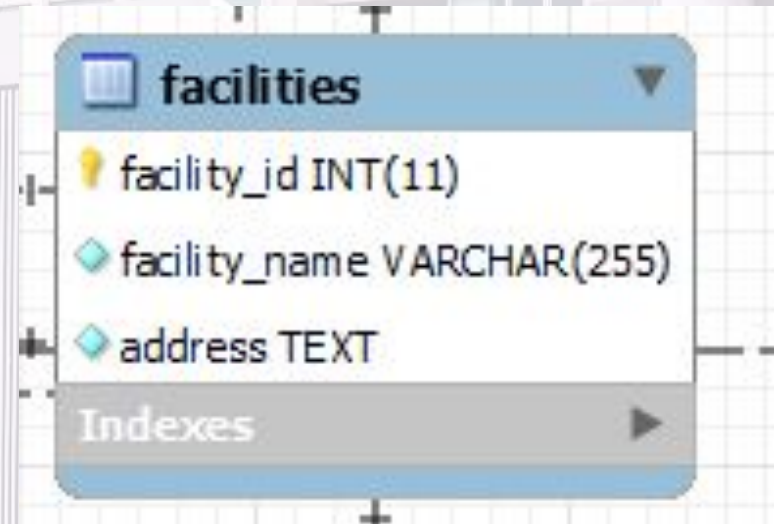 facilities
facility_id INT(11)
facility_name VARCHAR(255)
address TEXT
Indexes